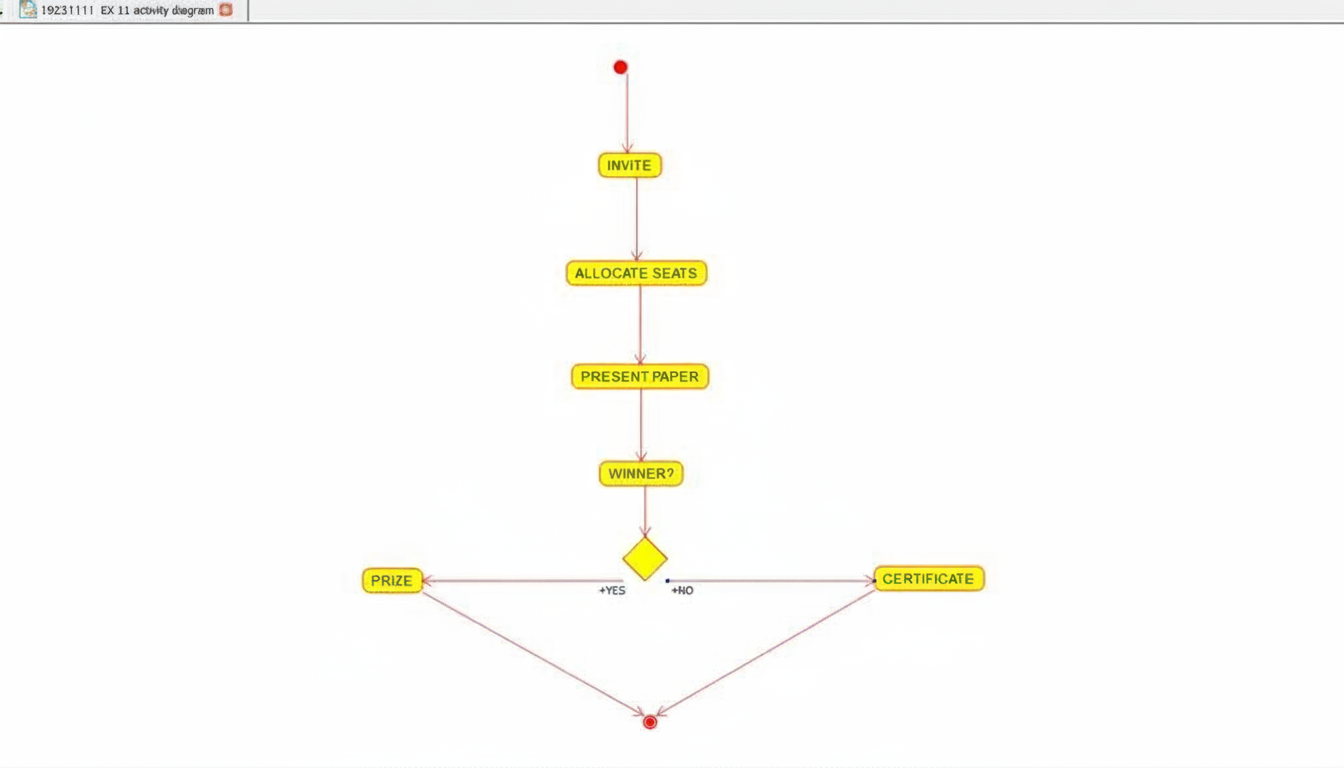 19231111 EX 11 activity diagram
INVITE
ALLOCATE SEATS
PRESENT PAPER
WINNER?
PRIZE
+YES
+NO
CERTIFICATE